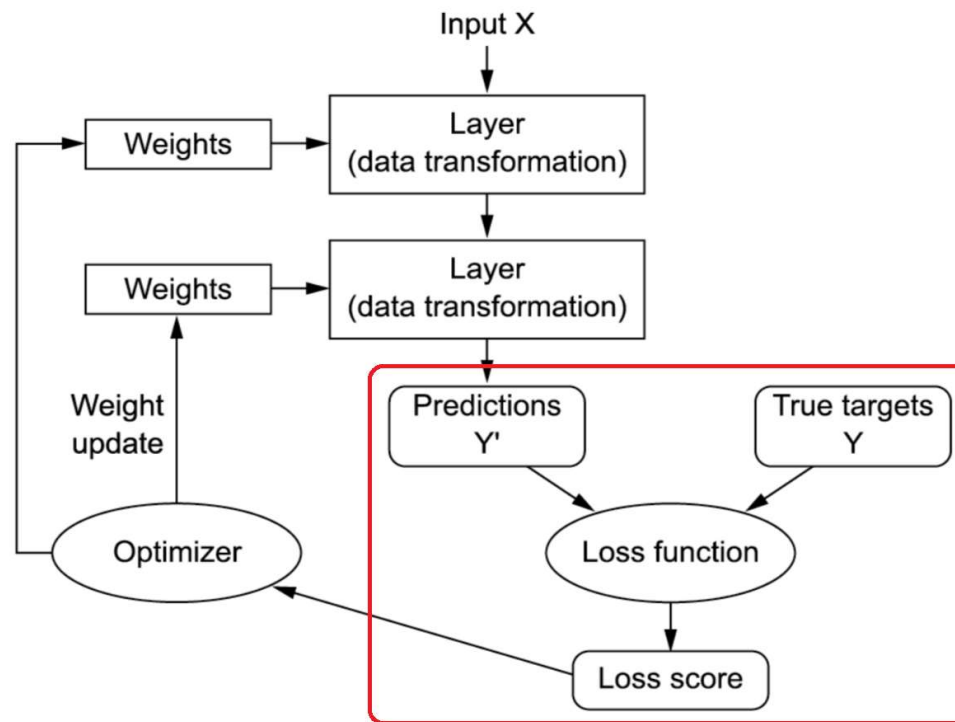 Input X
Layer
(data transformation)
Weights
Layer
(data transformation)
Weights
Weight
update
Predictions
Y'
True targets
Y
Optimizer
Loss function
Loss score